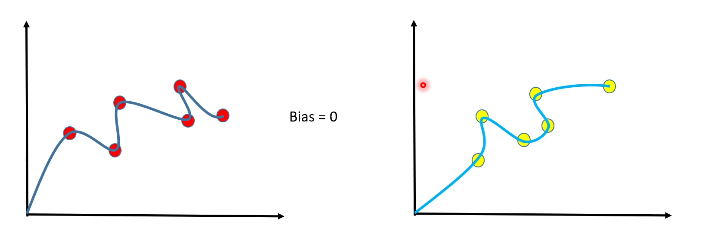 Bias = 0